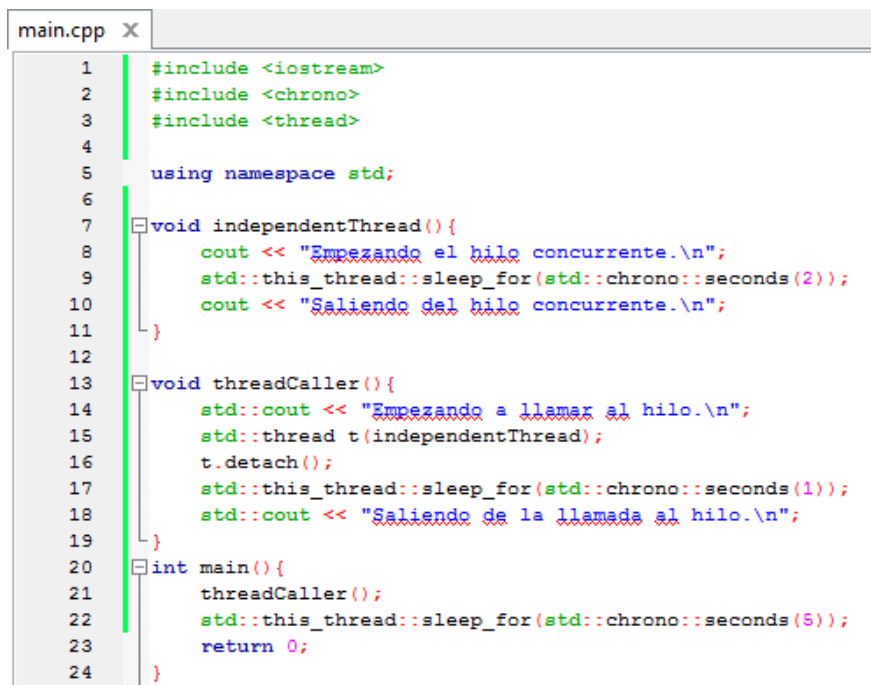 main.cpp X
1 #include <iostream>
2 #include <chrono>
3 #include <thread>
4
5 using namespace std;
6
7 void independentThread(){
8     cout << "Empezando el hilo concurrente.\n";
9     std::this_thread::sleep_for(std::chrono::seconds(2));
10     cout << "Saliendo del hilo concurrente.\n";
11 }
12
13 void threadCaller(){
14     std::cout << "Empezando a llamar al hilo.\n";
15     std::thread t(independentThread);
16     t.detach();
17     std::this_thread::sleep_for(std::chrono::seconds(1));
18     std::cout << "Saliendo de la llamada al hilo.\n";
19 }
20 int main(){
21     threadCaller();
22     std::this_thread::sleep_for(std::chrono::seconds(5));
23     return 0;
24 }